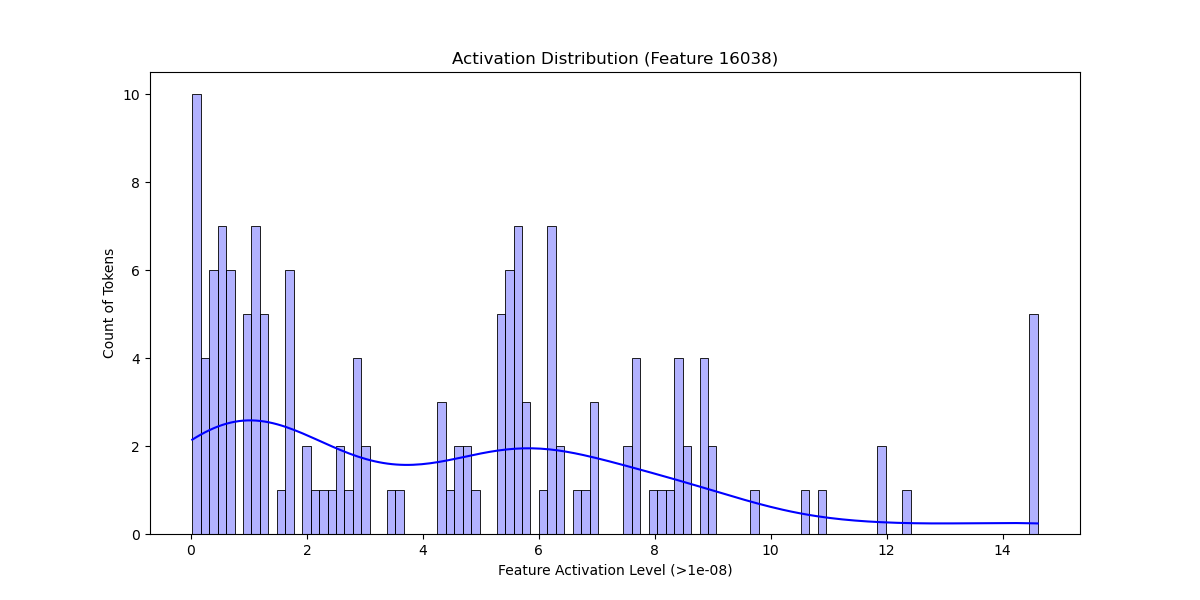 Activation Distribution (Feature 16038)
Count of Tokens
10
8
6
4
2
0
0 2 4 6 8 10 12 14
Feature Activation Level (>1e-08)